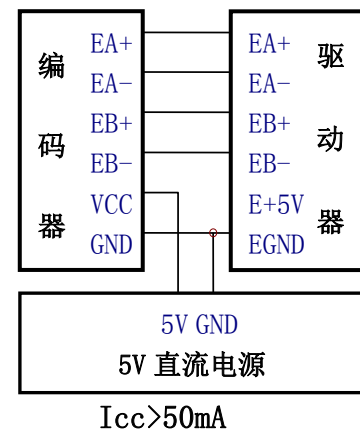 编码器
EA+
EA-
EB+
EB-
VCC
GND
驱动器
EA+
EA-
EB+
EB-
E+5V
EGND
5V GND
5V 直流电源
Icc>50mA